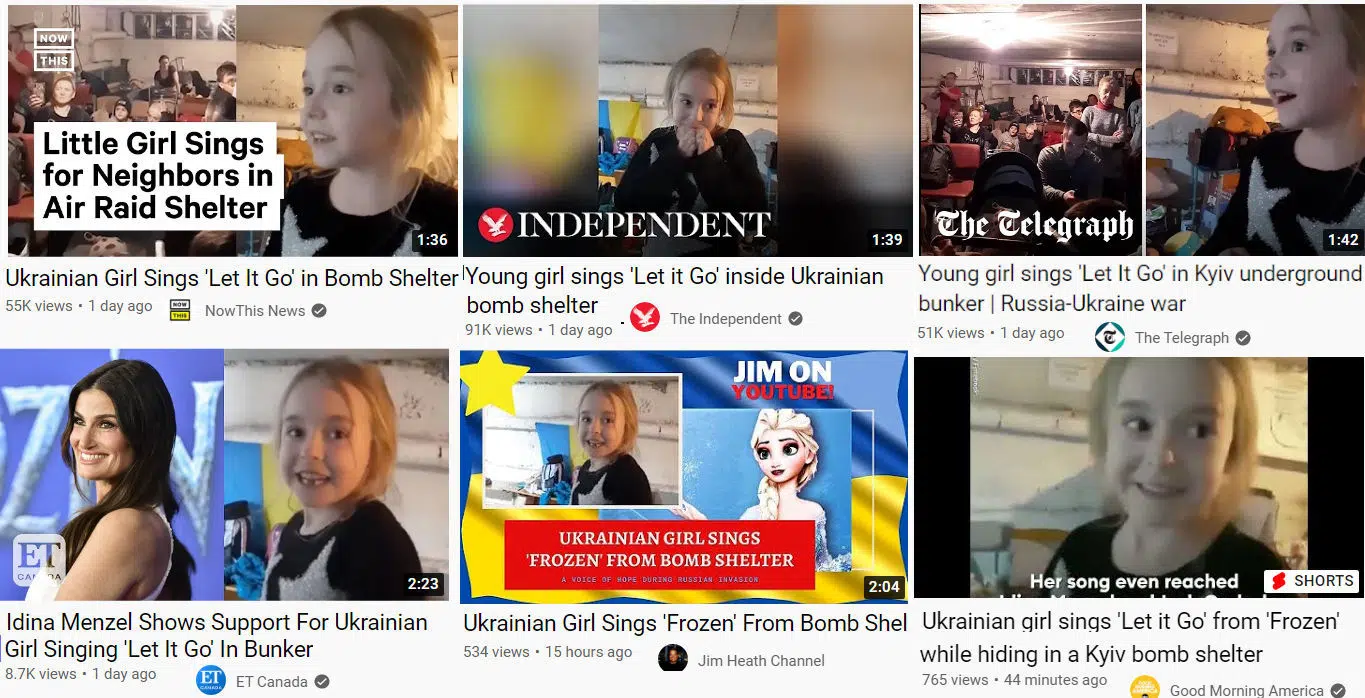 NOW
THIS
Little Girl Sings
for Neighbors in
Air Raid Shelter
1:36
Ukrainian Girl Sings 'Let It Go' in Bomb Shelter
55K views • 1 day ago
NOW
THIS
NowThis News
INDEPENDENT
1:39
Young girl sings 'Let it Go' inside Ukrainian
bomb shelter
91K views • 1 day ago
The Independent
The Telegraph
1:42
Young girl sings 'Let It Go' in Kyiv underground
bunker | Russia-Ukraine war
51K views • 1 day ago
The Telegraph
ET
CANADA
2:23
Idina Menzel Shows Support For Ukrainian
Girl Singing 'Let It Go' In Bunker
8.7K views • 1 day ago
ET
CANADA
ET Canada
JIM ON
YOUTUBE!
UKRAINIAN GIRL SINGS
'FROZEN' FROM BOMB SHELTER
A VOICE OF HOPE DURING RUSSIAN INVASION
2:04
Ukrainian Girl Sings 'Frozen' From Bomb Shel
534 views • 15 hours ago
Jim Heath Channel
Her song even reached
SHORTS
Ukrainian girl sings 'Let it Go' from 'Frozen'
while hiding in a Kyiv bomb shelter
765 views • 44 minutes ago
Good Morning America